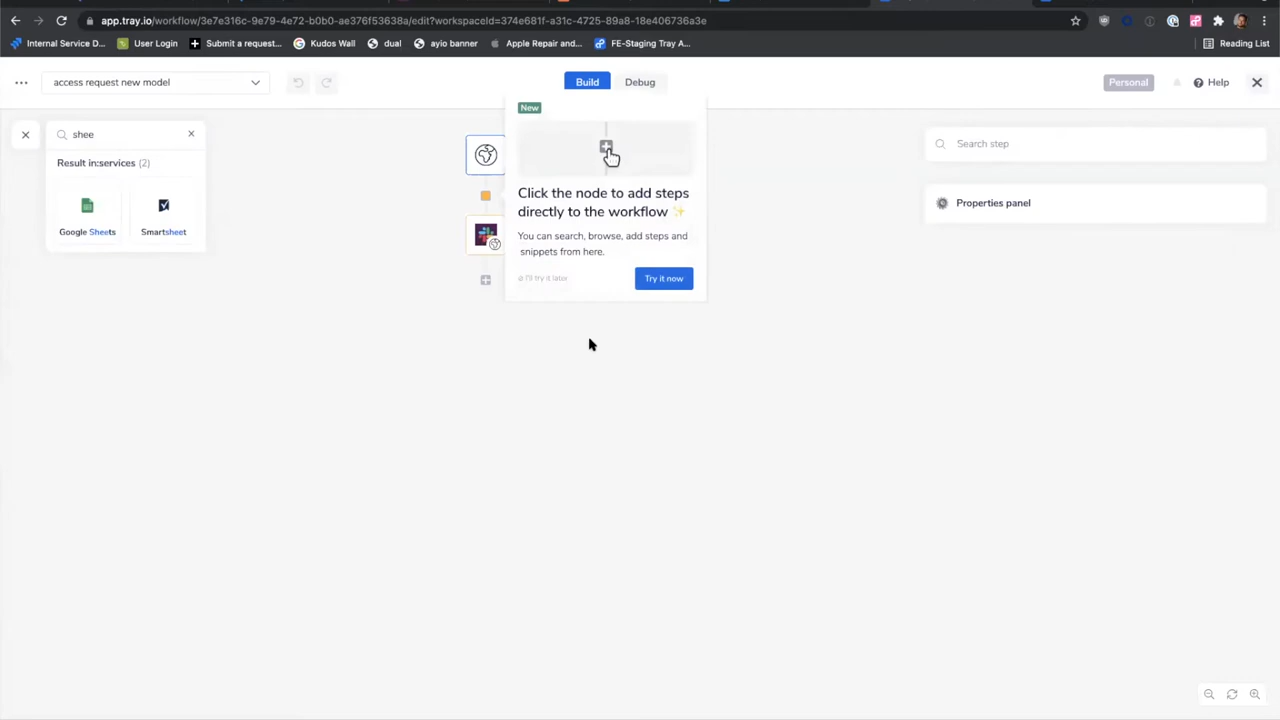 app.tray.io/workflow/3e7e316c-9e79-4e72-b0b0-ae376f53638a/edit?workspaceId=374e681f-a31c-4725-89a8-18e406736a3e
Internal Service D...
User Login
Submit a request...
Kudos Wall
dual
ayio banner
Apple Repair and...
FE-Staging Tray A...
Reading List
access request new model
Build
Debug
Personal
Help
shee
Result in:services (2)
Google Sheets
Smartsheet
New
Click the node to add steps
directly to the workflow ✨
You can search, browse, add steps and
snippets from here.
I'll try it later
Try it now
Search step
Properties panel